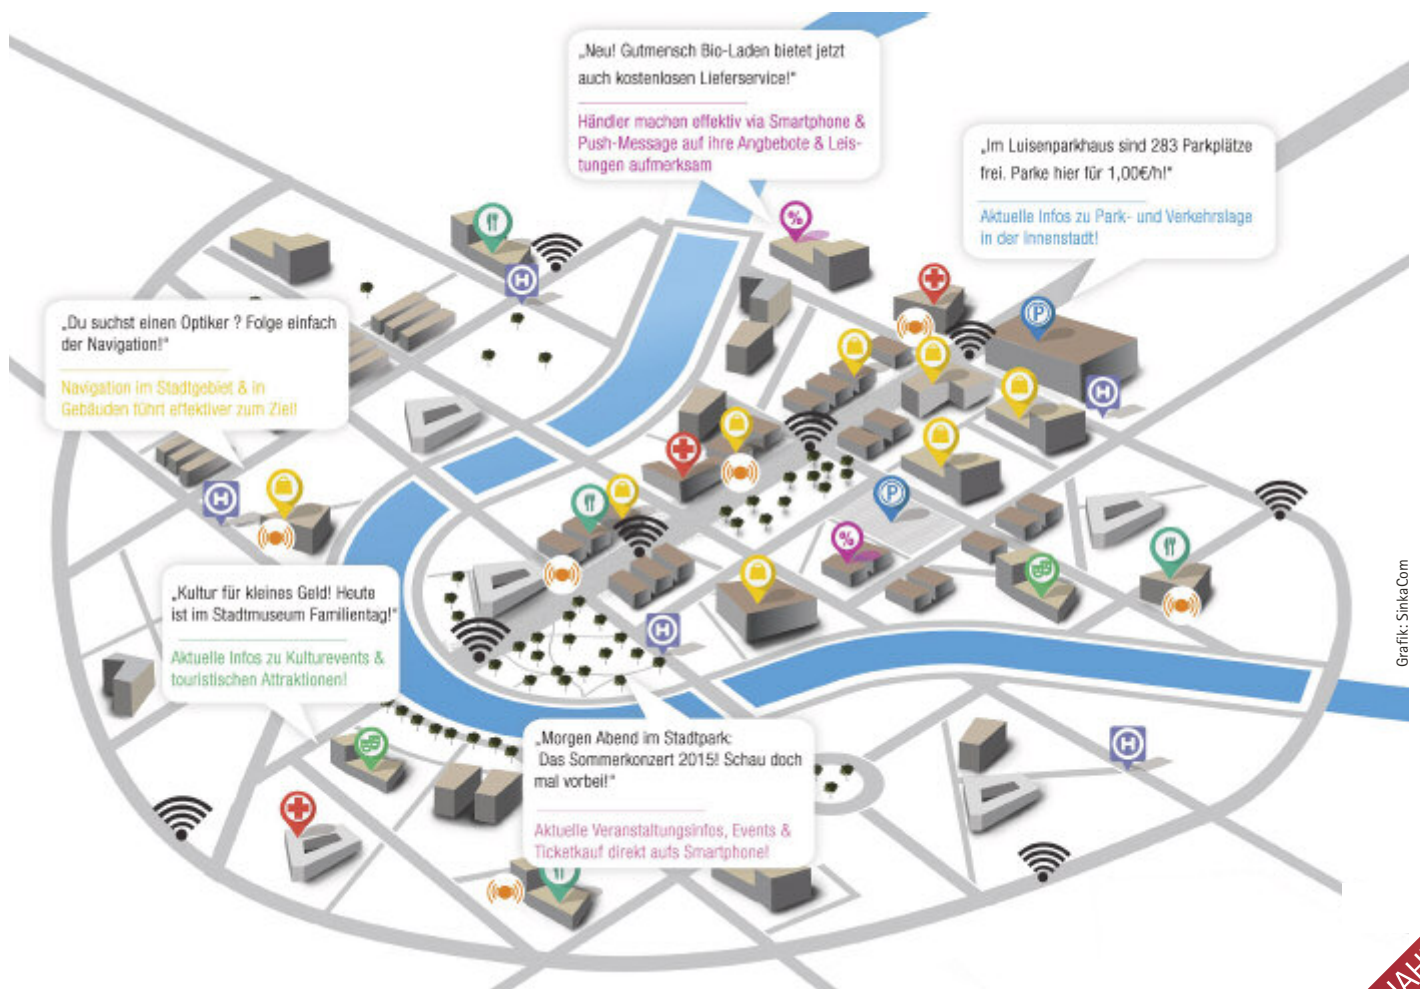 „Neu! Gutmensch Bio-Laden bietet jetzt
auch kostenlosen Lieferservice!“
Händler machen effektiv via Smartphone &
Push-Message auf ihre Angbebote & Leis-
tungen aufmerksam
„Im Luisenparkhaus sind 283 Parkplätze
frei. Parke hier für 1,00€/h!“
Aktuelle Infos zu Park- und Verkehrslage
in der Innenstadt!
„Du suchst einen Optiker ? Folge einfach
der Navigation!“
Navigation im Stadtgebiet & in
Gebäuden führt effektiver zum Ziel!
„Kultur für kleines Geld! Heute
ist im Stadtmuseum Familientag!“
Aktuelle Infos zu Kulturevents &
touristischen Attraktionen!
„Morgen Abend im Stadtpark:
Das Sommerkonzert 2015! Schau doch
mal vorbei!“
Aktuelle Veranstaltungsinfos, Events &
Ticketkauf direkt aufs Smartphone!
%
H
P
H
H
P
%
H
H
Grafik: SinkaCom